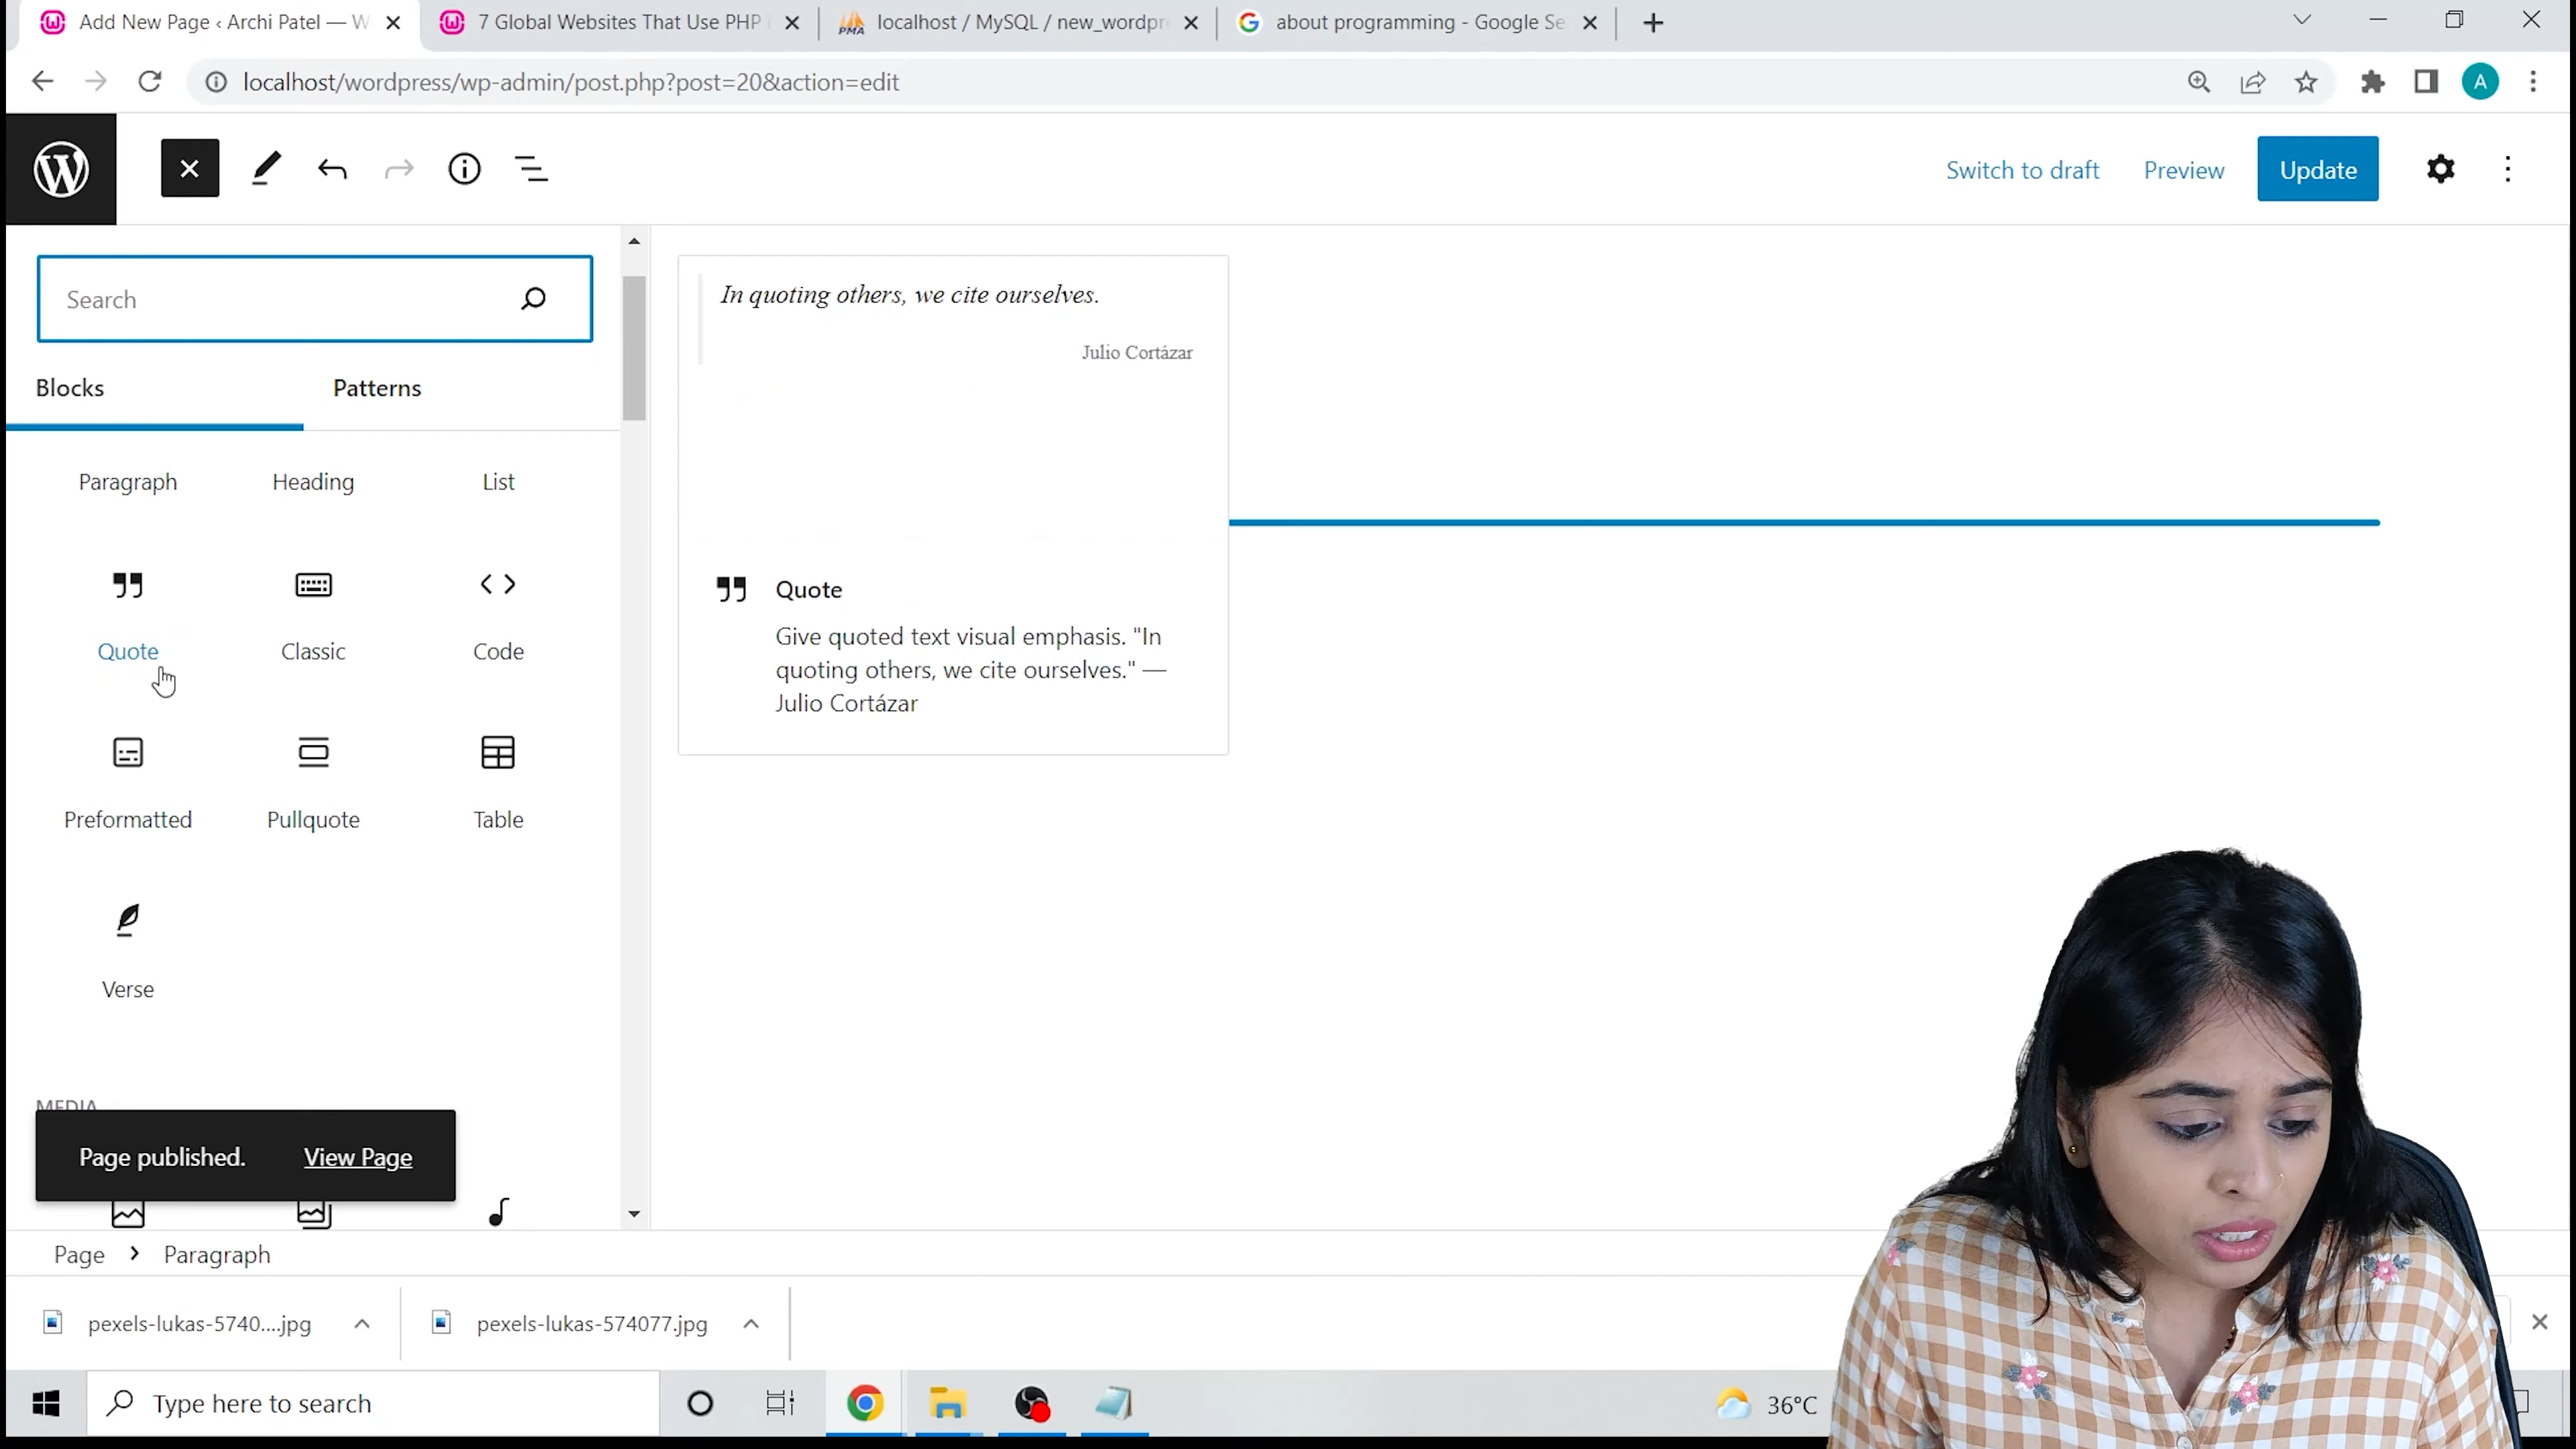 Add New Page ‹ Archi Patel — W
7 Global Websites That Use PHP
localhost / MySQL / new_wordpr
about programming - Google Se
localhost/wordpress/wp-admin/post.php?post=20&action=edit
A
Switch to draft
Preview
Update
Search
Blocks
Patterns
Paragraph
Heading
List
Quote
Classic
Code
Preformatted
Pullquote
Table
Verse
MEDIA
Page published.
View Page
In quoting others, we cite ourselves.
Julio Cortázar
Quote
Give quoted text visual emphasis. "In
quoting others, we cite ourselves." —
Julio Cortázar
Page
Paragraph
pexels-lukas-5740....jpg
pexels-lukas-574077.jpg
Type here to search
36°C